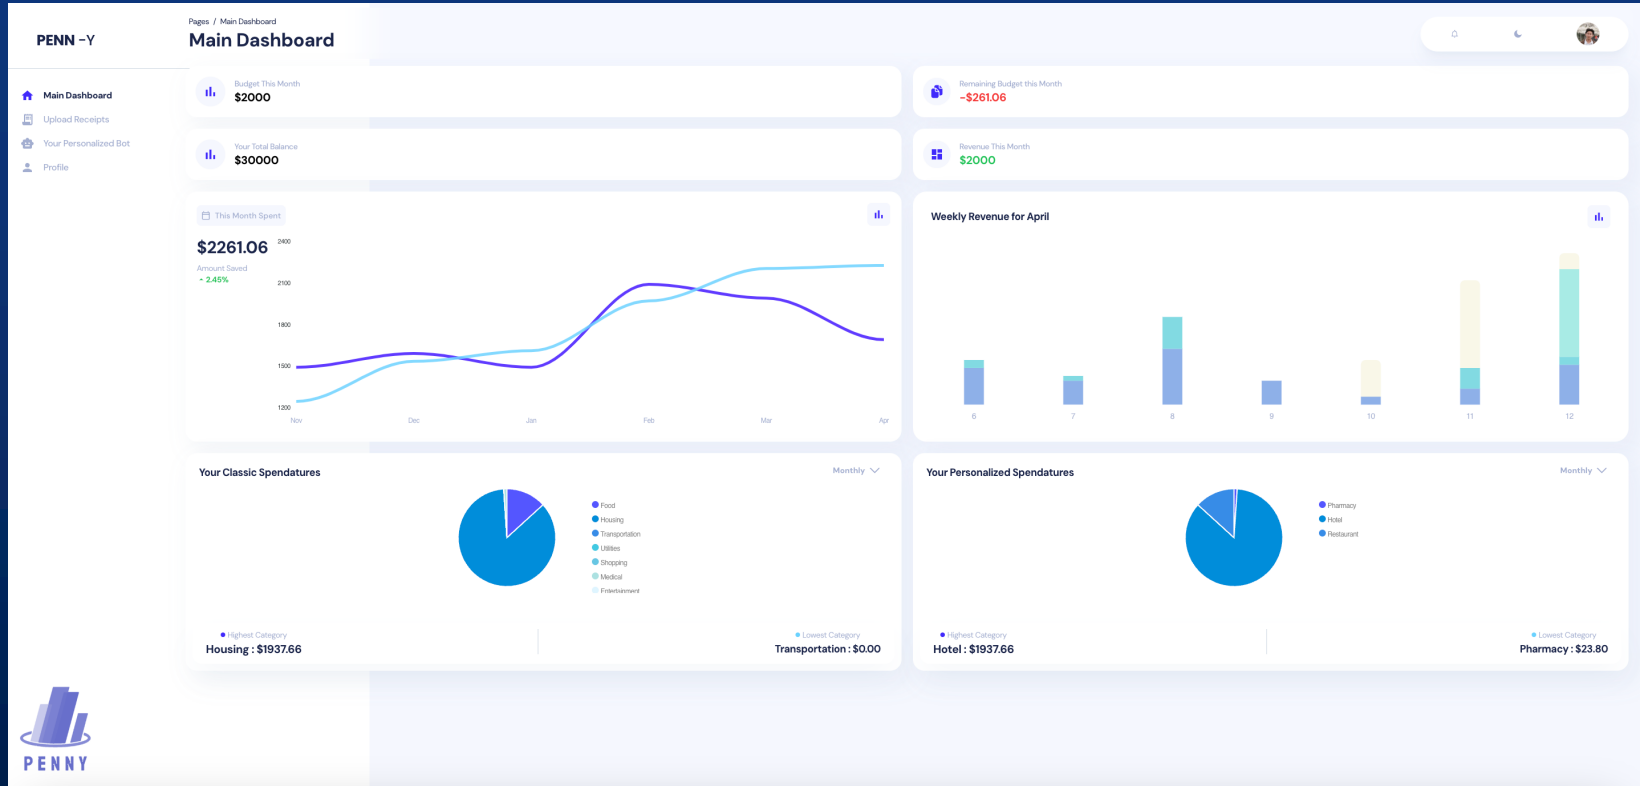 PENN -Y
Pages / Main Dashboard
Main Dashboard
Main Dashboard
Upload Receipts
Your Personalized Bot
Profile
Budget This Month
$2000
Remaining Budget this Month
-$261.06
Your Total Balance
$30000
Revenue This Month
$2000
This Month Spent
$2261.06
Amount Saved
2.45%
2400
2100
1800
1500
1200
Nov Dec Jan Feb Mar Apr
Weekly Revenue for April
6 7 8 9 10 11 12
Your Classic Spendatures
Monthly
Food
Housing
Transportation
Utilities
Shopping
Medical
Entertainment
Highest Category
Housing : $1937.66
Lowest Category
Transportation : $0.00
Your Personalized Spendatures
Monthly
Pharmacy
Hotel
Restaurant
Highest Category
Hotel : $1937.66
Lowest Category
Pharmacy : $23.80
PENNY